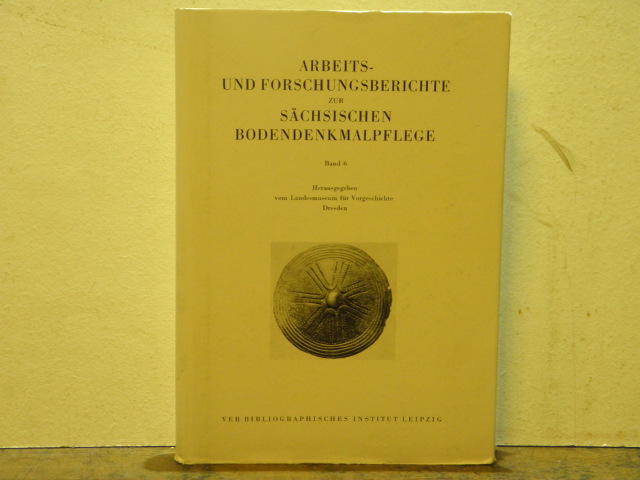 ARBEITS-
UND FORSCHUNGSBERICHTE
ZUR
SÄCHSISCHEN
BODENDENKMALPFLEGE
Band 6
Herausgegeben
vom Landesmuseum für Vorgeschichte
Dresden
VEB BIBLIOGRAPHISCHES INSTITUT LEIPZIG